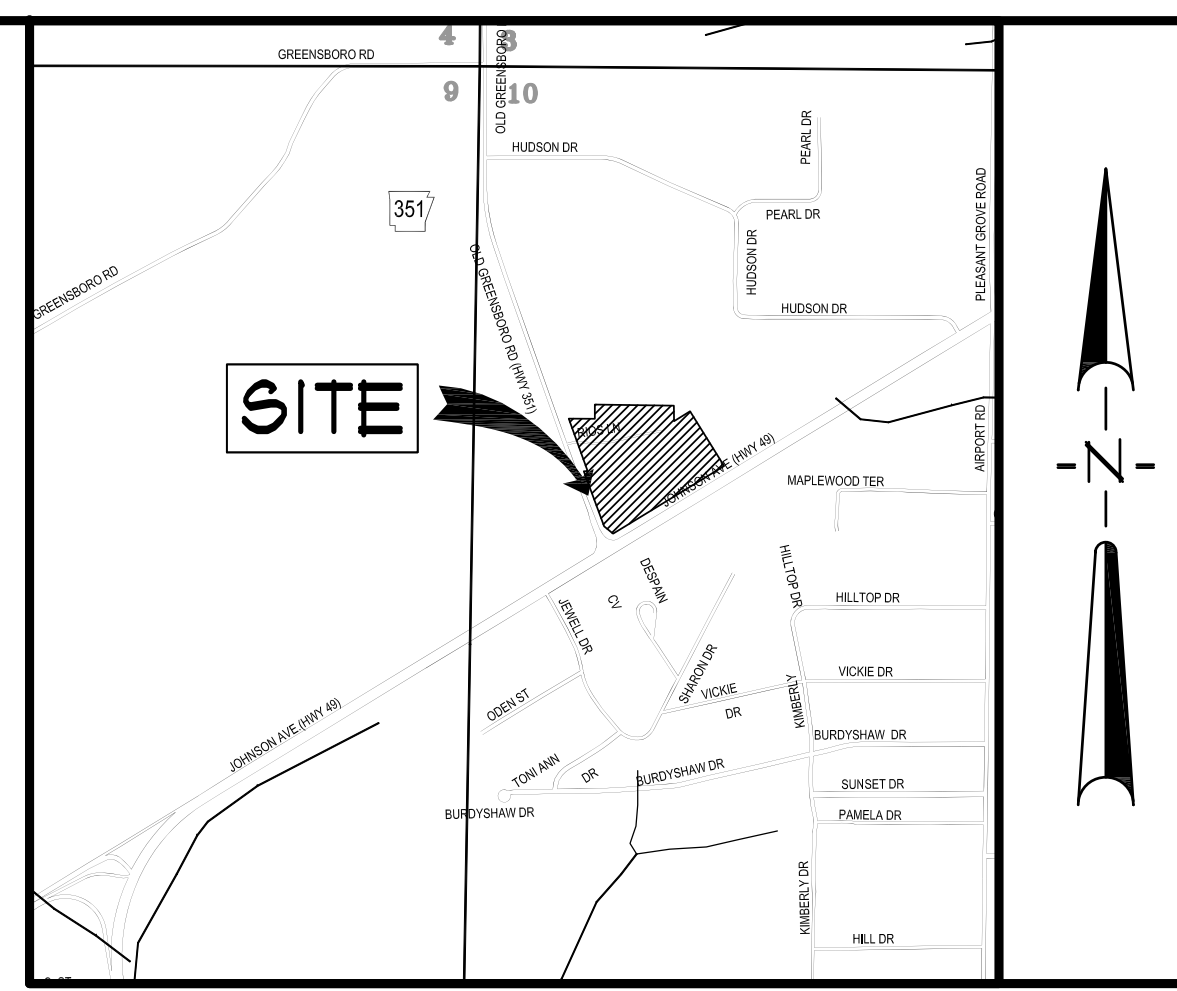 GREENSBORO RD
4
3
OLD GREENSBORO
9
10
HUDSON DR
PEARL DR
351
PEARL DR
PLEASANT GROVE ROAD
HUDSON DR
OLD GREENSBORO RD (HWY 351)
GREENSBORO RD
HUDSON DR
SITE
RIOS LN
JOHNSON AVE (HWY 49)
AIRPORT RD
-N-
MAPLEWOOD TER
HILLTOP DR
DESPAIN
CV
HILLTOP DR
JEWELL DR
SHARON DR
VICKIE DR
VICKIE
DR
KIMBERLY
ODEN ST
JOHNSON AVE (HWY 49)
BURDYSHAW DR
TONI ANN
DR
BURDYSHAW DR
SUNSET DR
BURDYSHAW DR
PAMELA DR
KIMBERLY DR
HILL DR